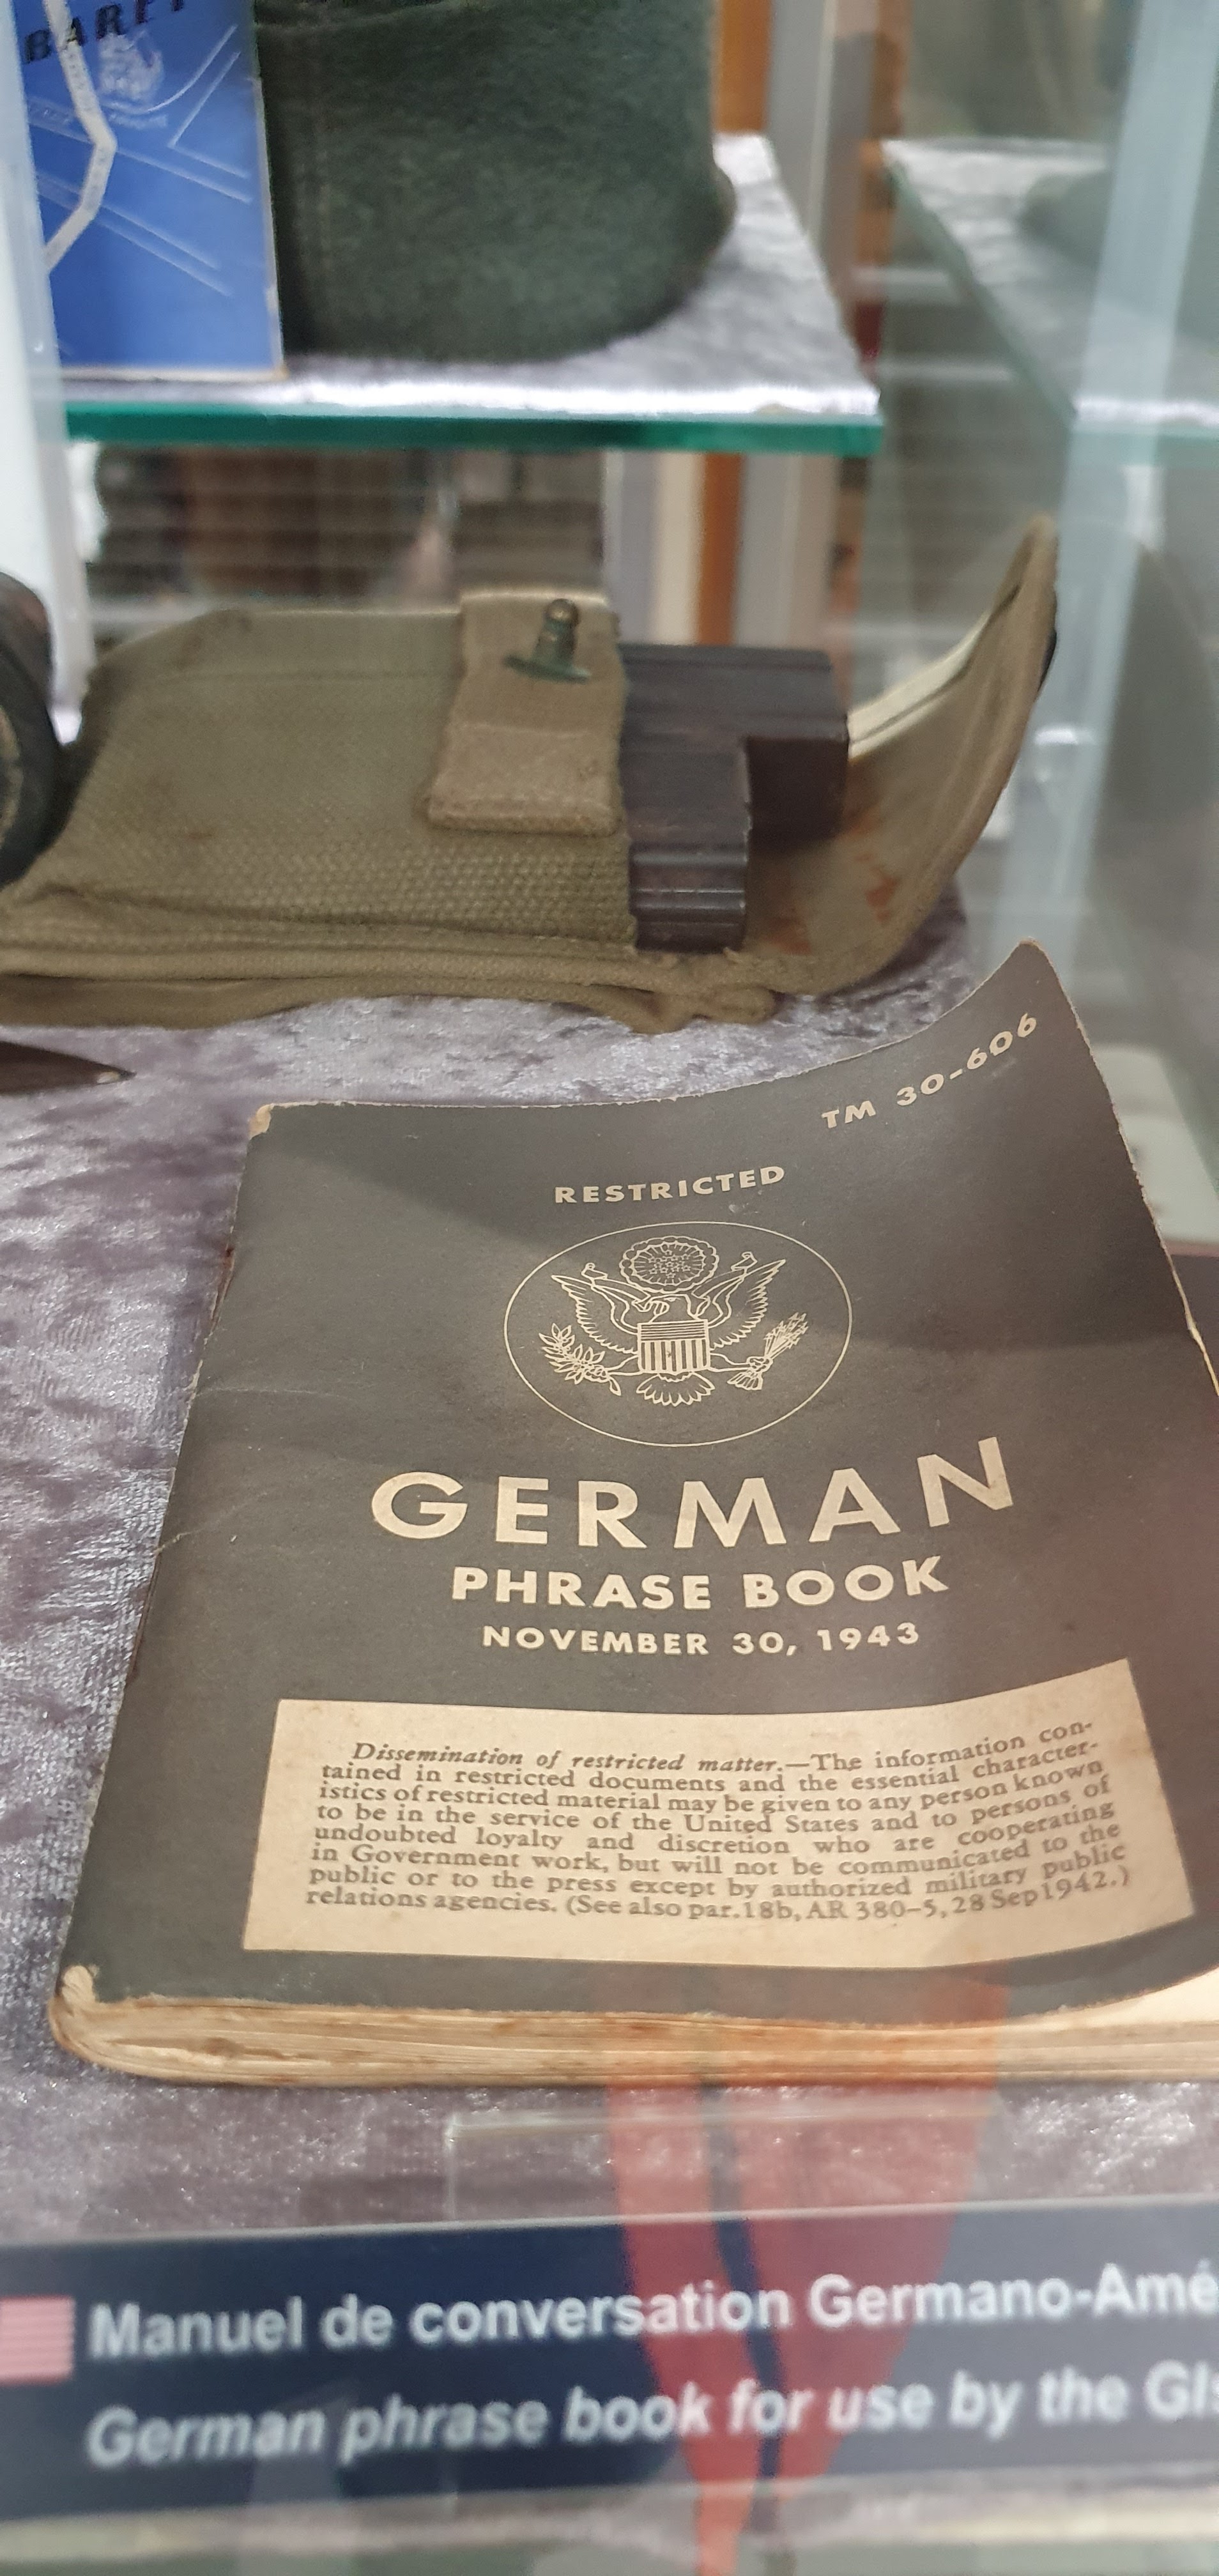 TM 30-606
RESTRICTED
GERMAN
PHRASE BOOK
NOVEMBER 30, 1943
Dissemination of restricted matter.—The information con-
tained in restricted documents and the essential character-
istics of restricted material may be given to any person known
to be in the service of the United States and to persons of
undoubted loyalty and discretion who are cooperating
in Government work, but will not be communicated to the
public or to the press except by authorized military public
relations agencies. (See also par. 18b, AR 380-5, 28 Sep 1942.)
Manuel de conversation Germano-Amé
German phrase book for use by the GIs